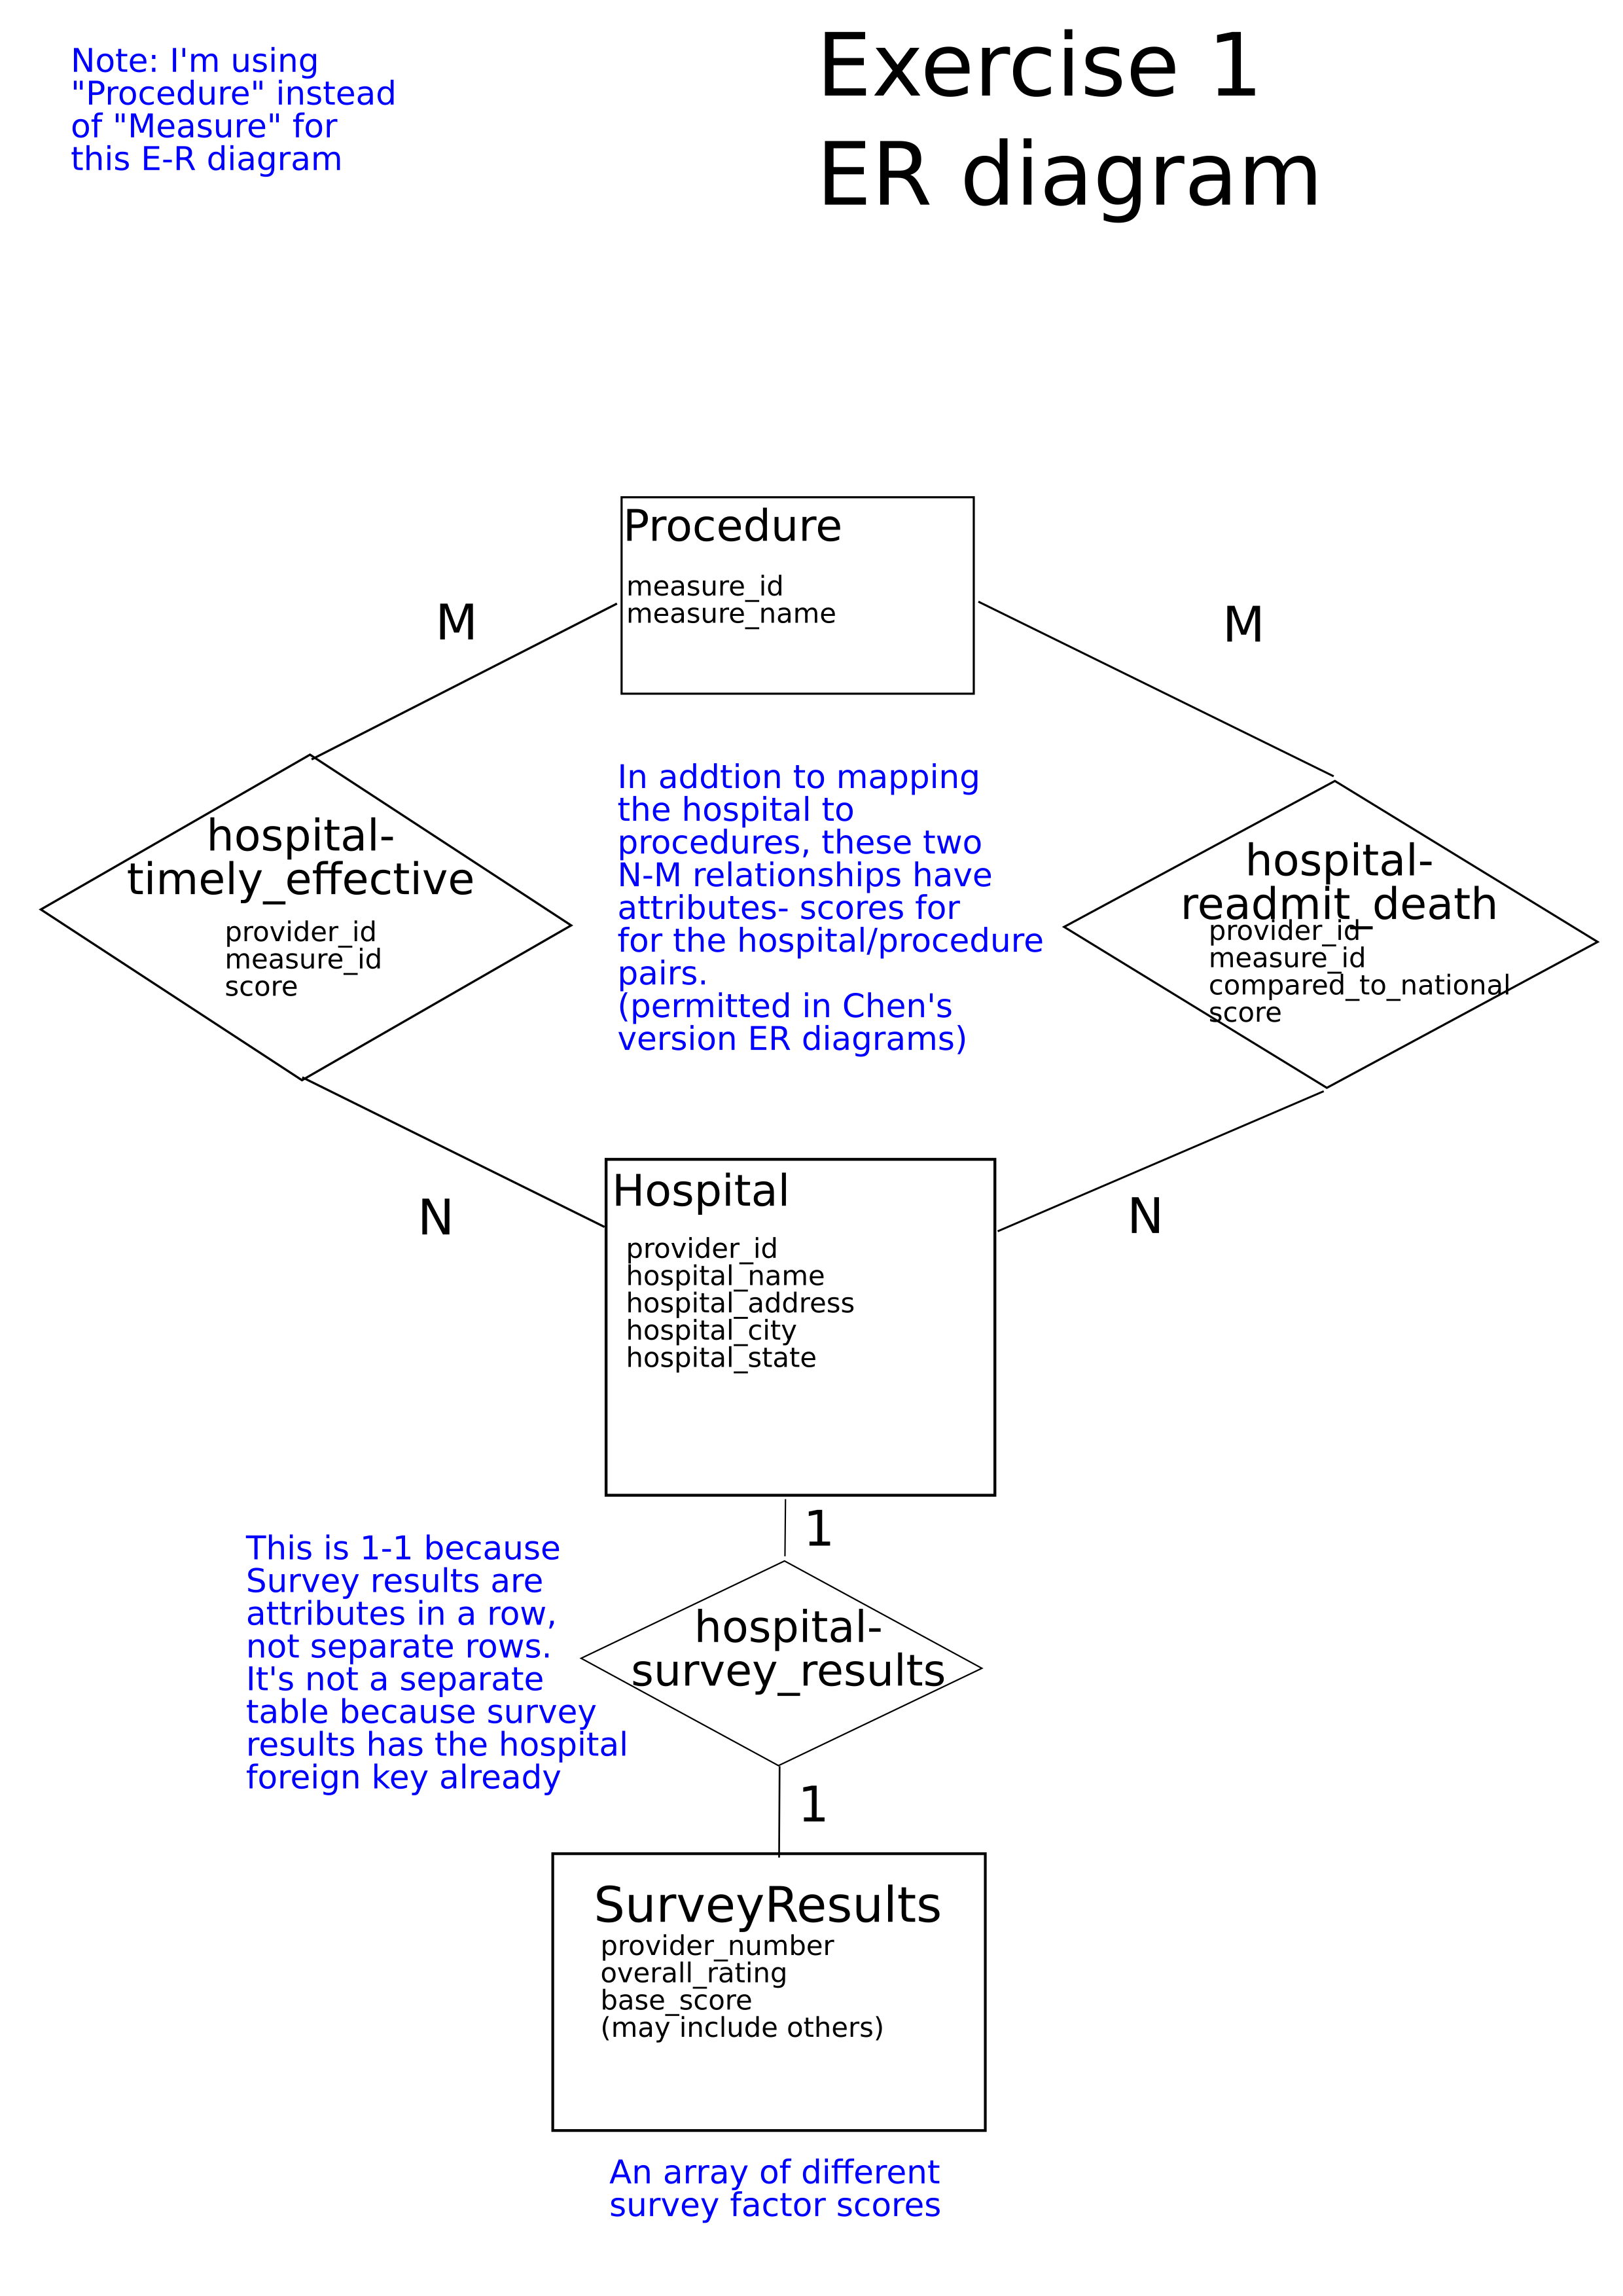 Note: I'm using
"Procedure" instead
of "Measure" for
this E-R diagram
Exercise 1
ER diagram
Procedure
measure_id
measure_name
M
M
hospital-
timely_effective
provider_id
measure_id
score
In addtion to mapping
the hospital to
procedures, these two
N-M relationships have
attributes- scores for
for the hospital/procedure
pairs.
(permitted in Chen's
version ER diagrams)
hospital-
readmit_death
provider_id
measure_id
compared_to_national
score
N
N
Hospital
provider_id
hospital_name
hospital_address
hospital_city
hospital_state
1
This is 1-1 because
Survey results are
attributes in a row,
not separate rows.
It's not a separate
table because survey
results has the hospital
foreign key already
hospital-
survey_results
1
SurveyResults
provider_number
overall_rating
base_score
(may include others)
An array of different
survey factor scores